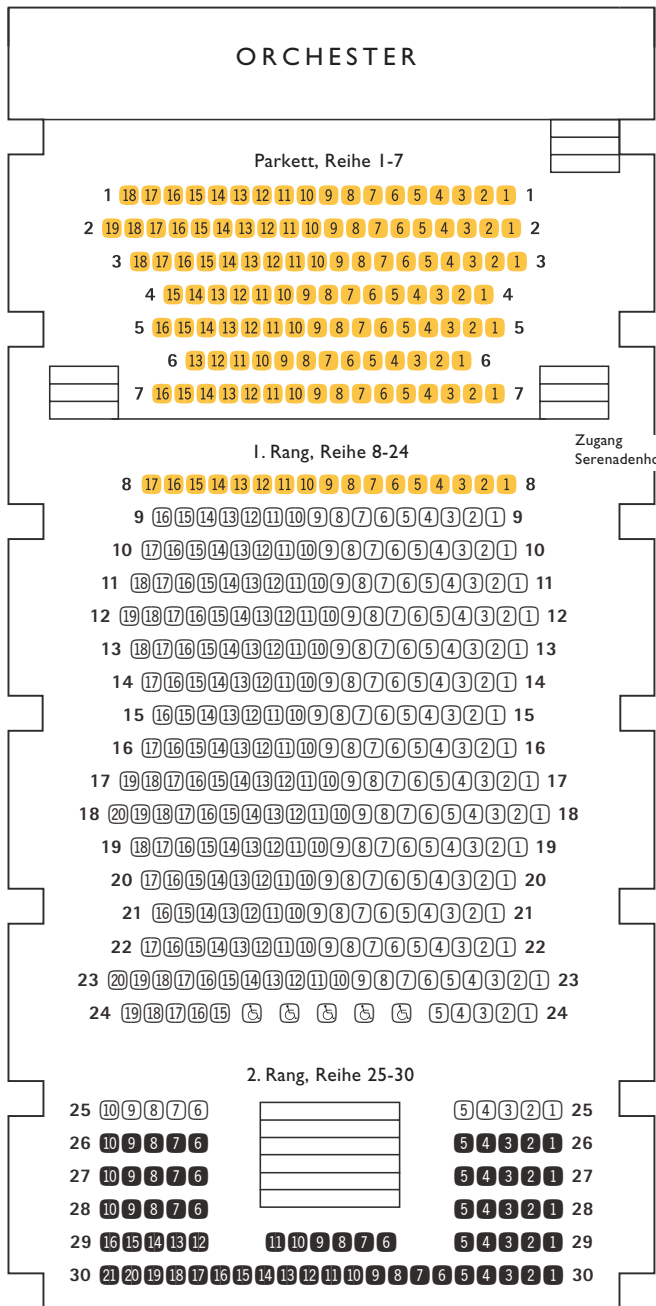 ORCHESTER
Parkett, Reihe 1-7
1 18 17 16 15 14 13 12 11 10 9 8 7 6 5 4 3 2 1 1
2 19 18 17 16 15 14 13 12 11 10 9 8 7 6 5 4 3 2 1 2
3 18 17 16 15 14 13 12 11 10 9 8 7 6 5 4 3 2 1 3
4 15 14 13 12 11 10 9 8 7 6 5 4 3 2 1 4
5 16 15 14 13 12 11 10 9 8 7 6 5 4 3 2 1 5
6 13 12 11 10 9 8 7 6 5 4 3 2 1 6
7 16 15 14 13 12 11 10 9 8 7 6 5 4 3 2 1 7
Zugang
Serenadenho
1. Rang, Reihe 8-24
8 17 16 15 14 13 12 11 10 9 8 7 6 5 4 3 2 1 8
9 16 15 14 13 12 11 10 9 8 7 6 5 4 3 2 1 9
10 17 16 15 14 13 12 11 10 9 8 7 6 5 4 3 2 1 10
11 18 17 16 15 14 13 12 11 10 9 8 7 6 5 4 3 2 1 11
12 19 18 17 16 15 14 13 12 11 10 9 8 7 6 5 4 3 2 1 12
13 18 17 16 15 14 13 12 11 10 9 8 7 6 5 4 3 2 1 13
14 17 16 15 14 13 12 11 10 9 8 7 6 5 4 3 2 1 14
15 16 15 14 13 12 11 10 9 8 7 6 5 4 3 2 1 15
16 17 16 15 14 13 12 11 10 9 8 7 6 5 4 3 2 1 16
17 19 18 17 16 15 14 13 12 11 10 9 8 7 6 5 4 3 2 1 17
18 20 19 18 17 16 15 14 13 12 11 10 9 8 7 6 5 4 3 2 1 18
19 18 17 16 15 14 13 12 11 10 9 8 7 6 5 4 3 2 1 19
20 17 16 15 14 13 12 11 10 9 8 7 6 5 4 3 2 1 20
21 16 15 14 13 12 11 10 9 8 7 6 5 4 3 2 1 21
22 17 16 15 14 13 12 11 10 9 8 7 6 5 4 3 2 1 22
23 20 19 18 17 16 15 14 13 12 11 10 9 8 7 6 5 4 3 2 1 23
24 19 18 17 16 15 5 4 3 2 1 24
2. Rang, Reihe 25-30
25 10 9 8 7 6 5 4 3 2 1 25
26 10 9 8 7 6 5 4 3 2 1 26
27 10 9 8 7 6 5 4 3 2 1 27
28 10 9 8 7 6 5 4 3 2 1 28
29 16 15 14 13 12 11 10 9 8 7 6 5 4 3 2 1 29
30 21 20 19 18 17 16 15 14 13 12 11 10 9 8 7 6 5 4 3 2 1 30